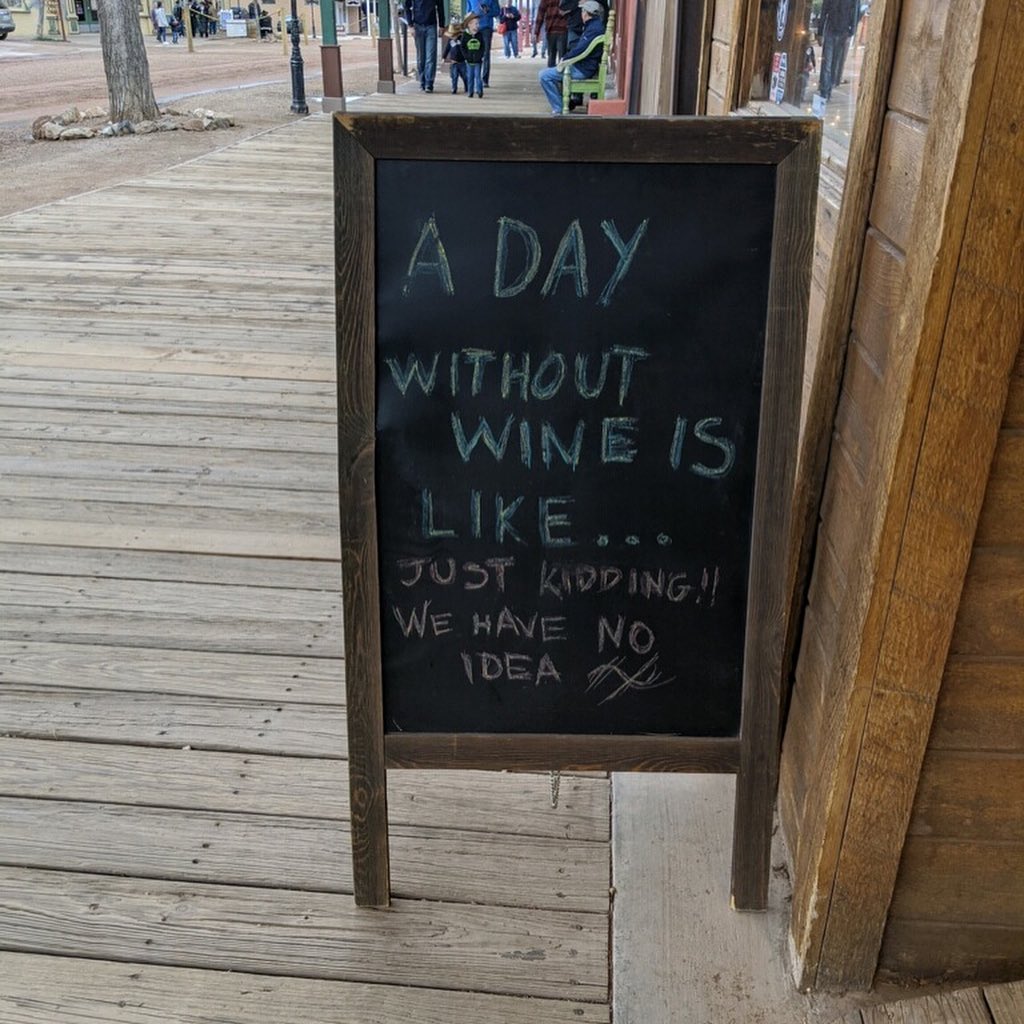 A DAY
WITHOUT
WINE IS
LIKE...
JUST KIDDING!!
WE HAVE NO
IDEA